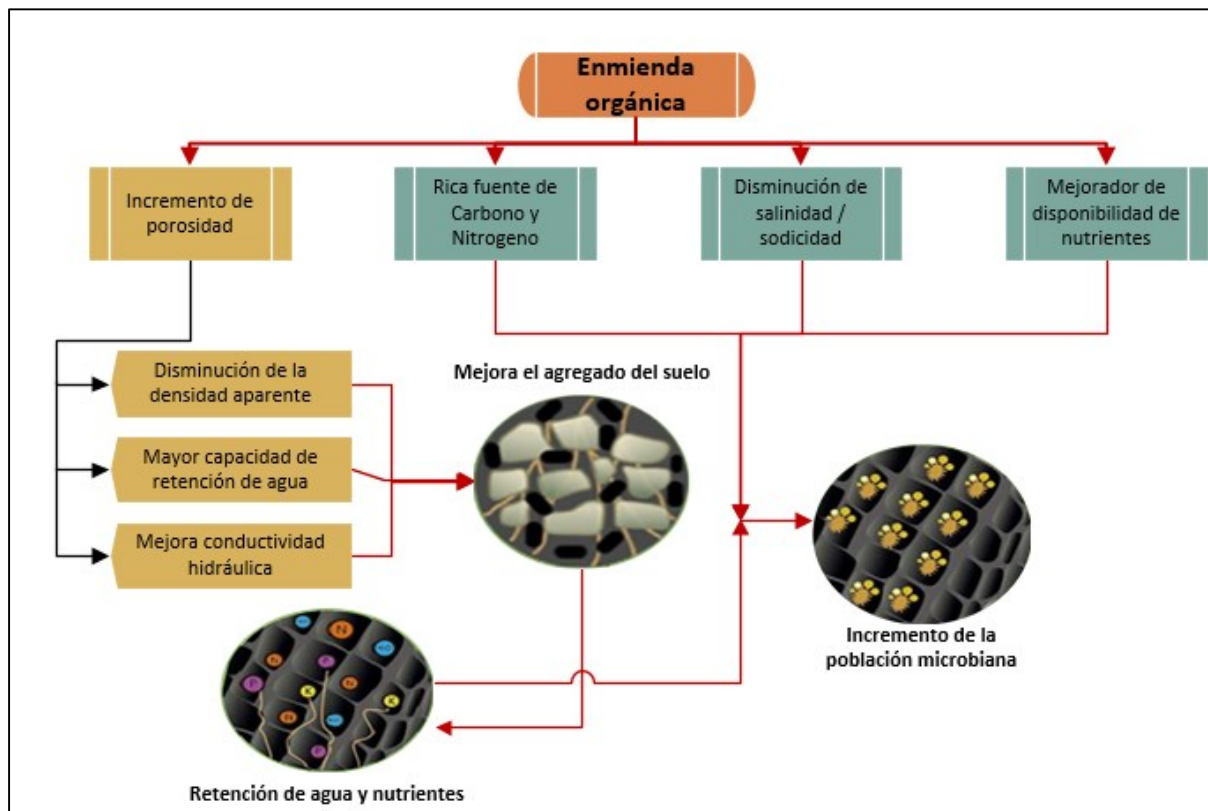 Enmienda
orgánica
Incremento de
porosidad
Rica fuente de
Carbono y
Nitrogeno
Disminución de
salinidad /
sodicidad
Mejorador de
disponibilidad de
nutrientes
Disminución de la
densidad aparente
Mayor capacidad de
retención de agua
Mejora conductividad
hidráulica
Mejora el agregado del suelo
Incremento de la
población microbiana
N
P
N
N
P
K
N
K
N
P
Retención de agua y nutrientes